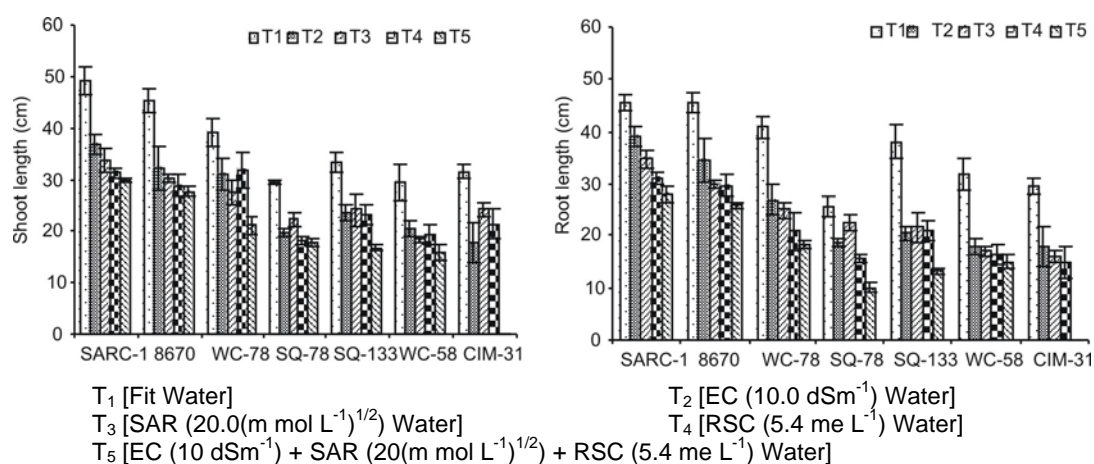 60
50
40
30
20
10
0
Shoot length (cm)
T1 T2 T3 T4 T5
SARC-1 8670 WC-78 SQ-78 SQ-133 WC-58 CIM-31
60
50
40
30
20
10
0
Root length (cm)
T1 T2 T3 T4 T5
SARC-1 8670 WC-78 SQ-78 SQ-133 WC-58 CIM-31
T₁ [Fit Water]
T₂ [EC (10.0 dSm⁻¹) Water]
T₃ [SAR (20.0(m mol L⁻¹)¹ᐟ²) Water]
T₄ [RSC (5.4 me L⁻¹) Water]
T₅ [EC (10 dSm⁻¹) + SAR (20(m mol L⁻¹)¹ᐟ²) + RSC (5.4 me L⁻¹) Water]